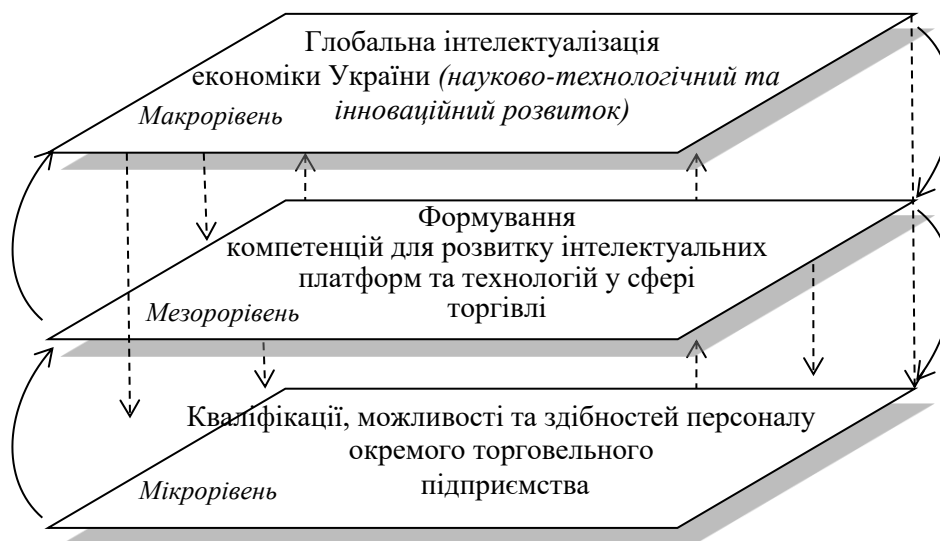 Глобальна інтелектуалізація
економіки України (науково-технологічний та
інноваційний розвиток)
Макрорівень
Формування
компетенцій для розвитку інтелектуальних
платформ та технологій у сфері
торгівлі
Мезорорівень
Кваліфікації, можливості та здібностей персоналу
окремого торговельного
підприємства
Мікрорівень